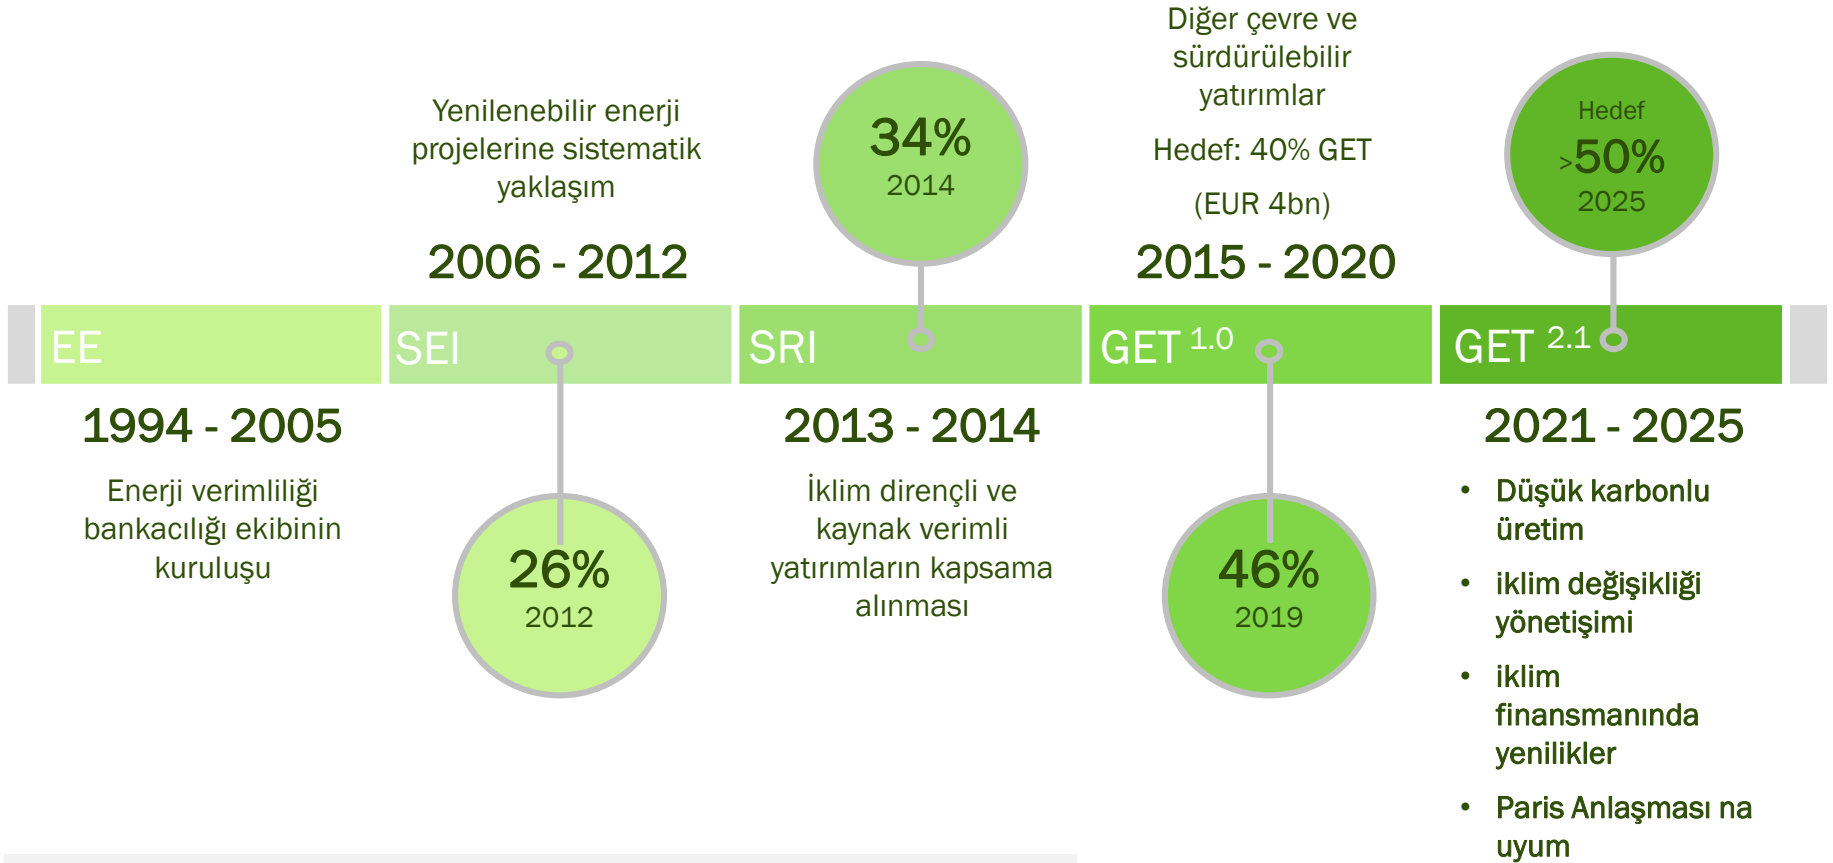 EE
1994 - 2005
Enerji verimliliği
bankacılığı ekibinin
kuruluşu
Yenilenebilir enerji
projelerine sistematik
yaklaşım
2006 - 2012
SEI
26%
2012
34%
2014
SRI
2013 - 2014
İklim dirençli ve
kaynak verimli
yatırımların kapsama
alınması
Diğer çevre ve
sürdürülebilir
yatırımlar
Hedef: 40% GET
(EUR 4bn)
2015 - 2020
GET 1.0
46%
2019
Hedef
>50%
2025
GET 2.1
2021 - 2025
• Düşük karbonlu
üretim
• iklim değişikliği
yönetişimi
• iklim
finansmanında
yenilikler
• Paris Anlaşması na
uyum